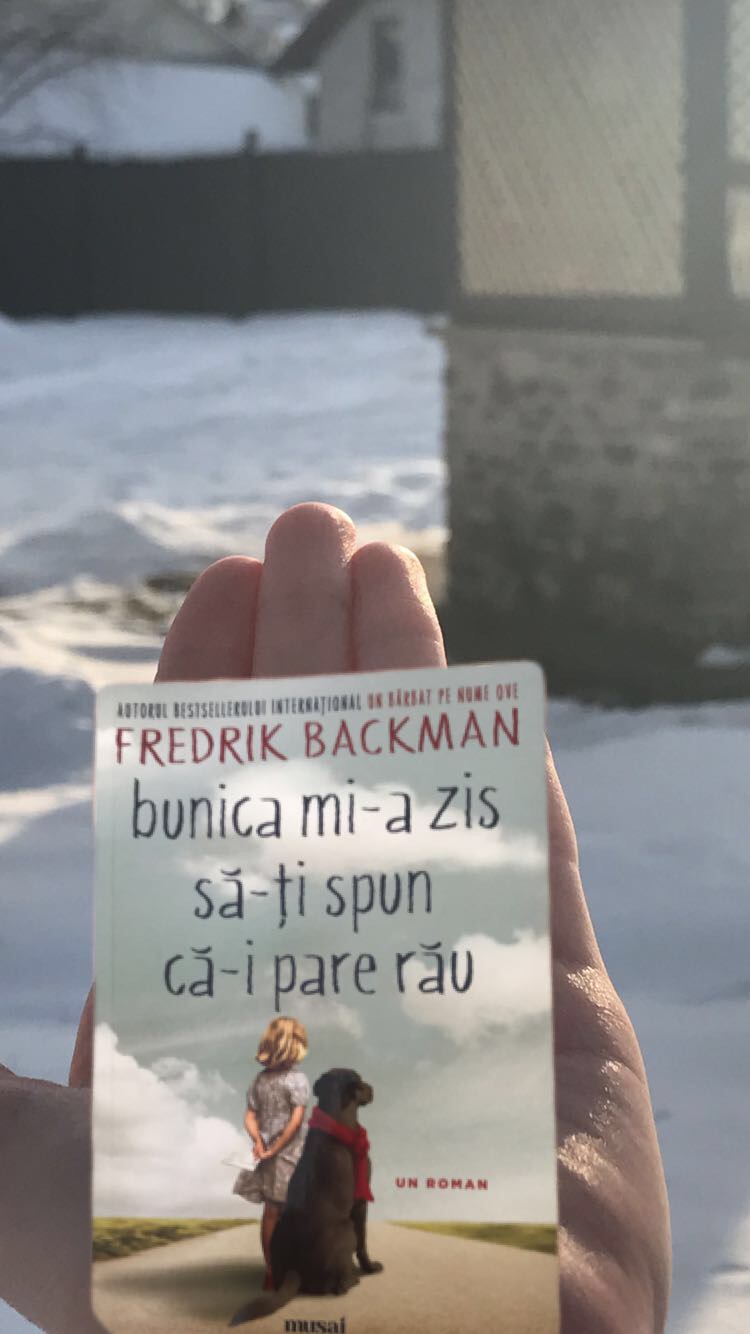 AUTORUL BESTSELLERULUI INTERNAȚIONAL UN BĂRBAT PE NUME OVE
FREDRIK BACKMAN
bunica mi-a zis
să-ți spun
că-i pare rău
UN ROMAN
musai